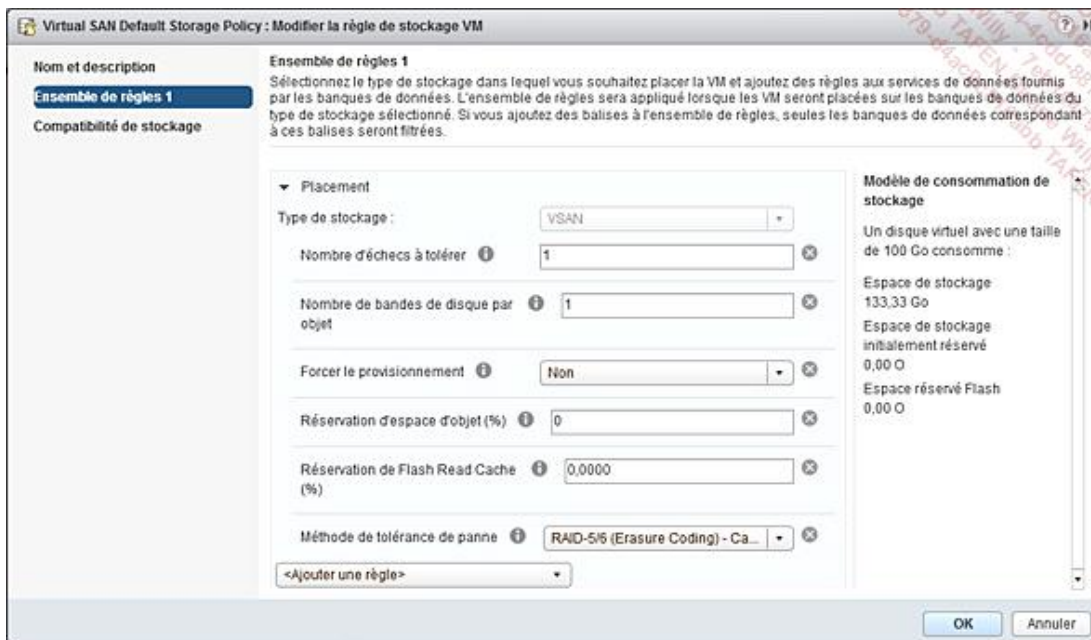 Virtual SAN Default Storage Policy : Modifier la règle de stockage VM
Nom et description
Ensemble de règles 1
Compatibilité de stockage
Ensemble de règles 1
Sélectionnez le type de stockage dans lequel vous souhaitez placer la VM et ajoutez des règles aux services de données fournis
par les banques de données. L'ensemble de règles sera appliqué lorsque les VM seront placées sur les banques de données du
type de stockage sélectionné. Si vous ajoutez des balises à l'ensemble de règles, seules les banques de données correspondant
à ces balises seront filtrées.
Placement
Type de stockage :
VSAN
Nombre d'échecs à tolérer
1
Nombre de bandes de disque par
objet
1
Forcer le provisionnement
Non
Réservation d'espace d'objet (%)
0
Réservation de Flash Read Cache
(%)
0,0000
Méthode de tolérance de panne
RAID-5/6 (Erasure Coding) - Ca...
<Ajouter une règle>
Modèle de consommation de
stockage
Un disque virtuel avec une taille
de 100 Go consomme :
Espace de stockage
133,33 Go
Espace de stockage
initialement réservé
0,00 O
Espace réservé Flash
0,00 O
OK
Annuler